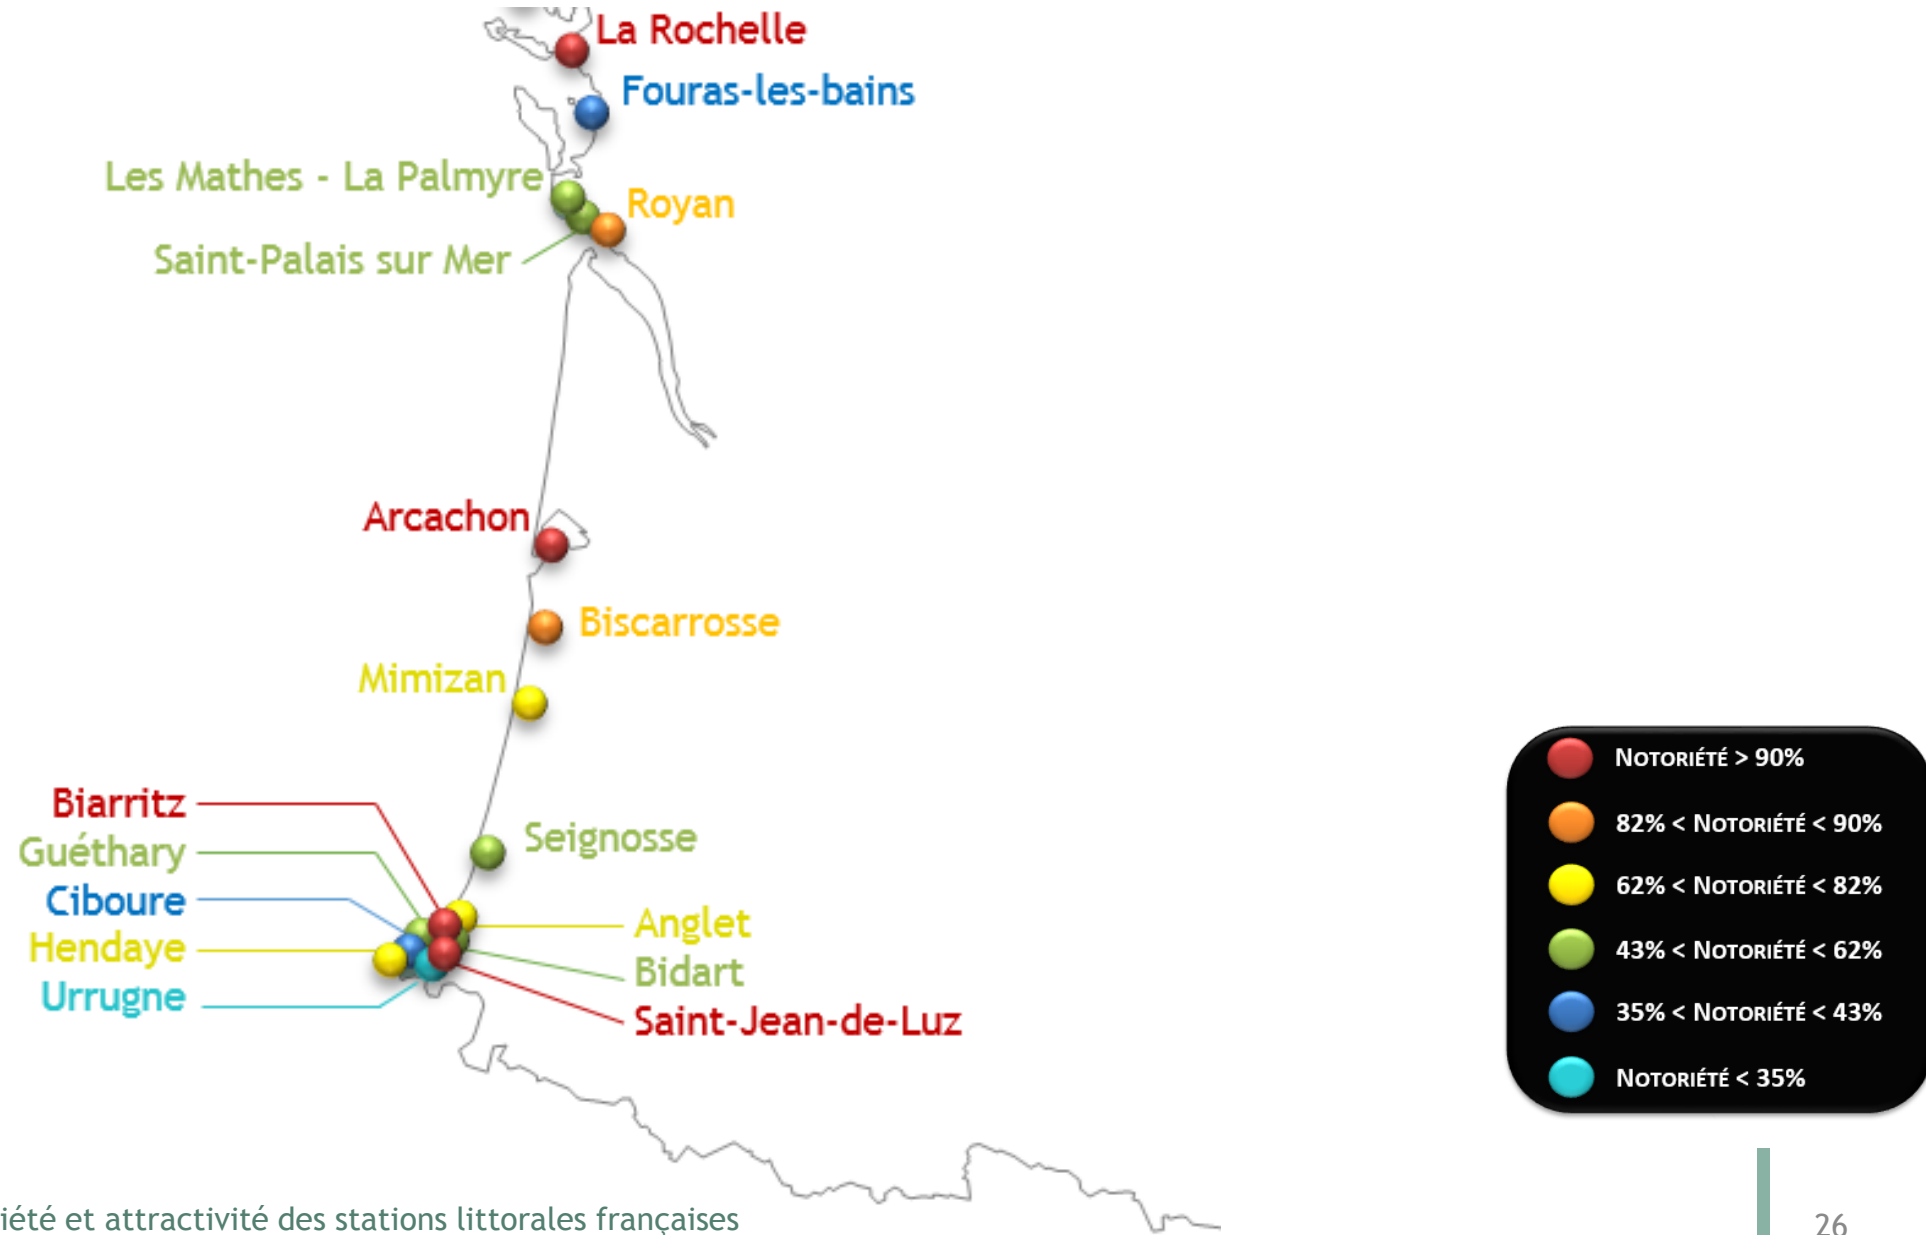 La Rochelle
Fouras-les-bains
Les Mathes - La Palmyre
Royan
Saint-Palais sur Mer
Arcachon
Biscarrosse
Mimizan
Biarritz
Seignosse
Guéthary
Ciboure
Hendaye
Urrugne
Anglet
Bidart
Saint-Jean-de-Luz
NOTORIÉTÉ > 90%
82% < NOTORIÉTÉ < 90%
62% < NOTORIÉTÉ < 82%
43% < NOTORIÉTÉ < 62%
35% < NOTORIÉTÉ < 43%
NOTORIÉTÉ < 35%
iété et attractivité des stations littorales françaises
26